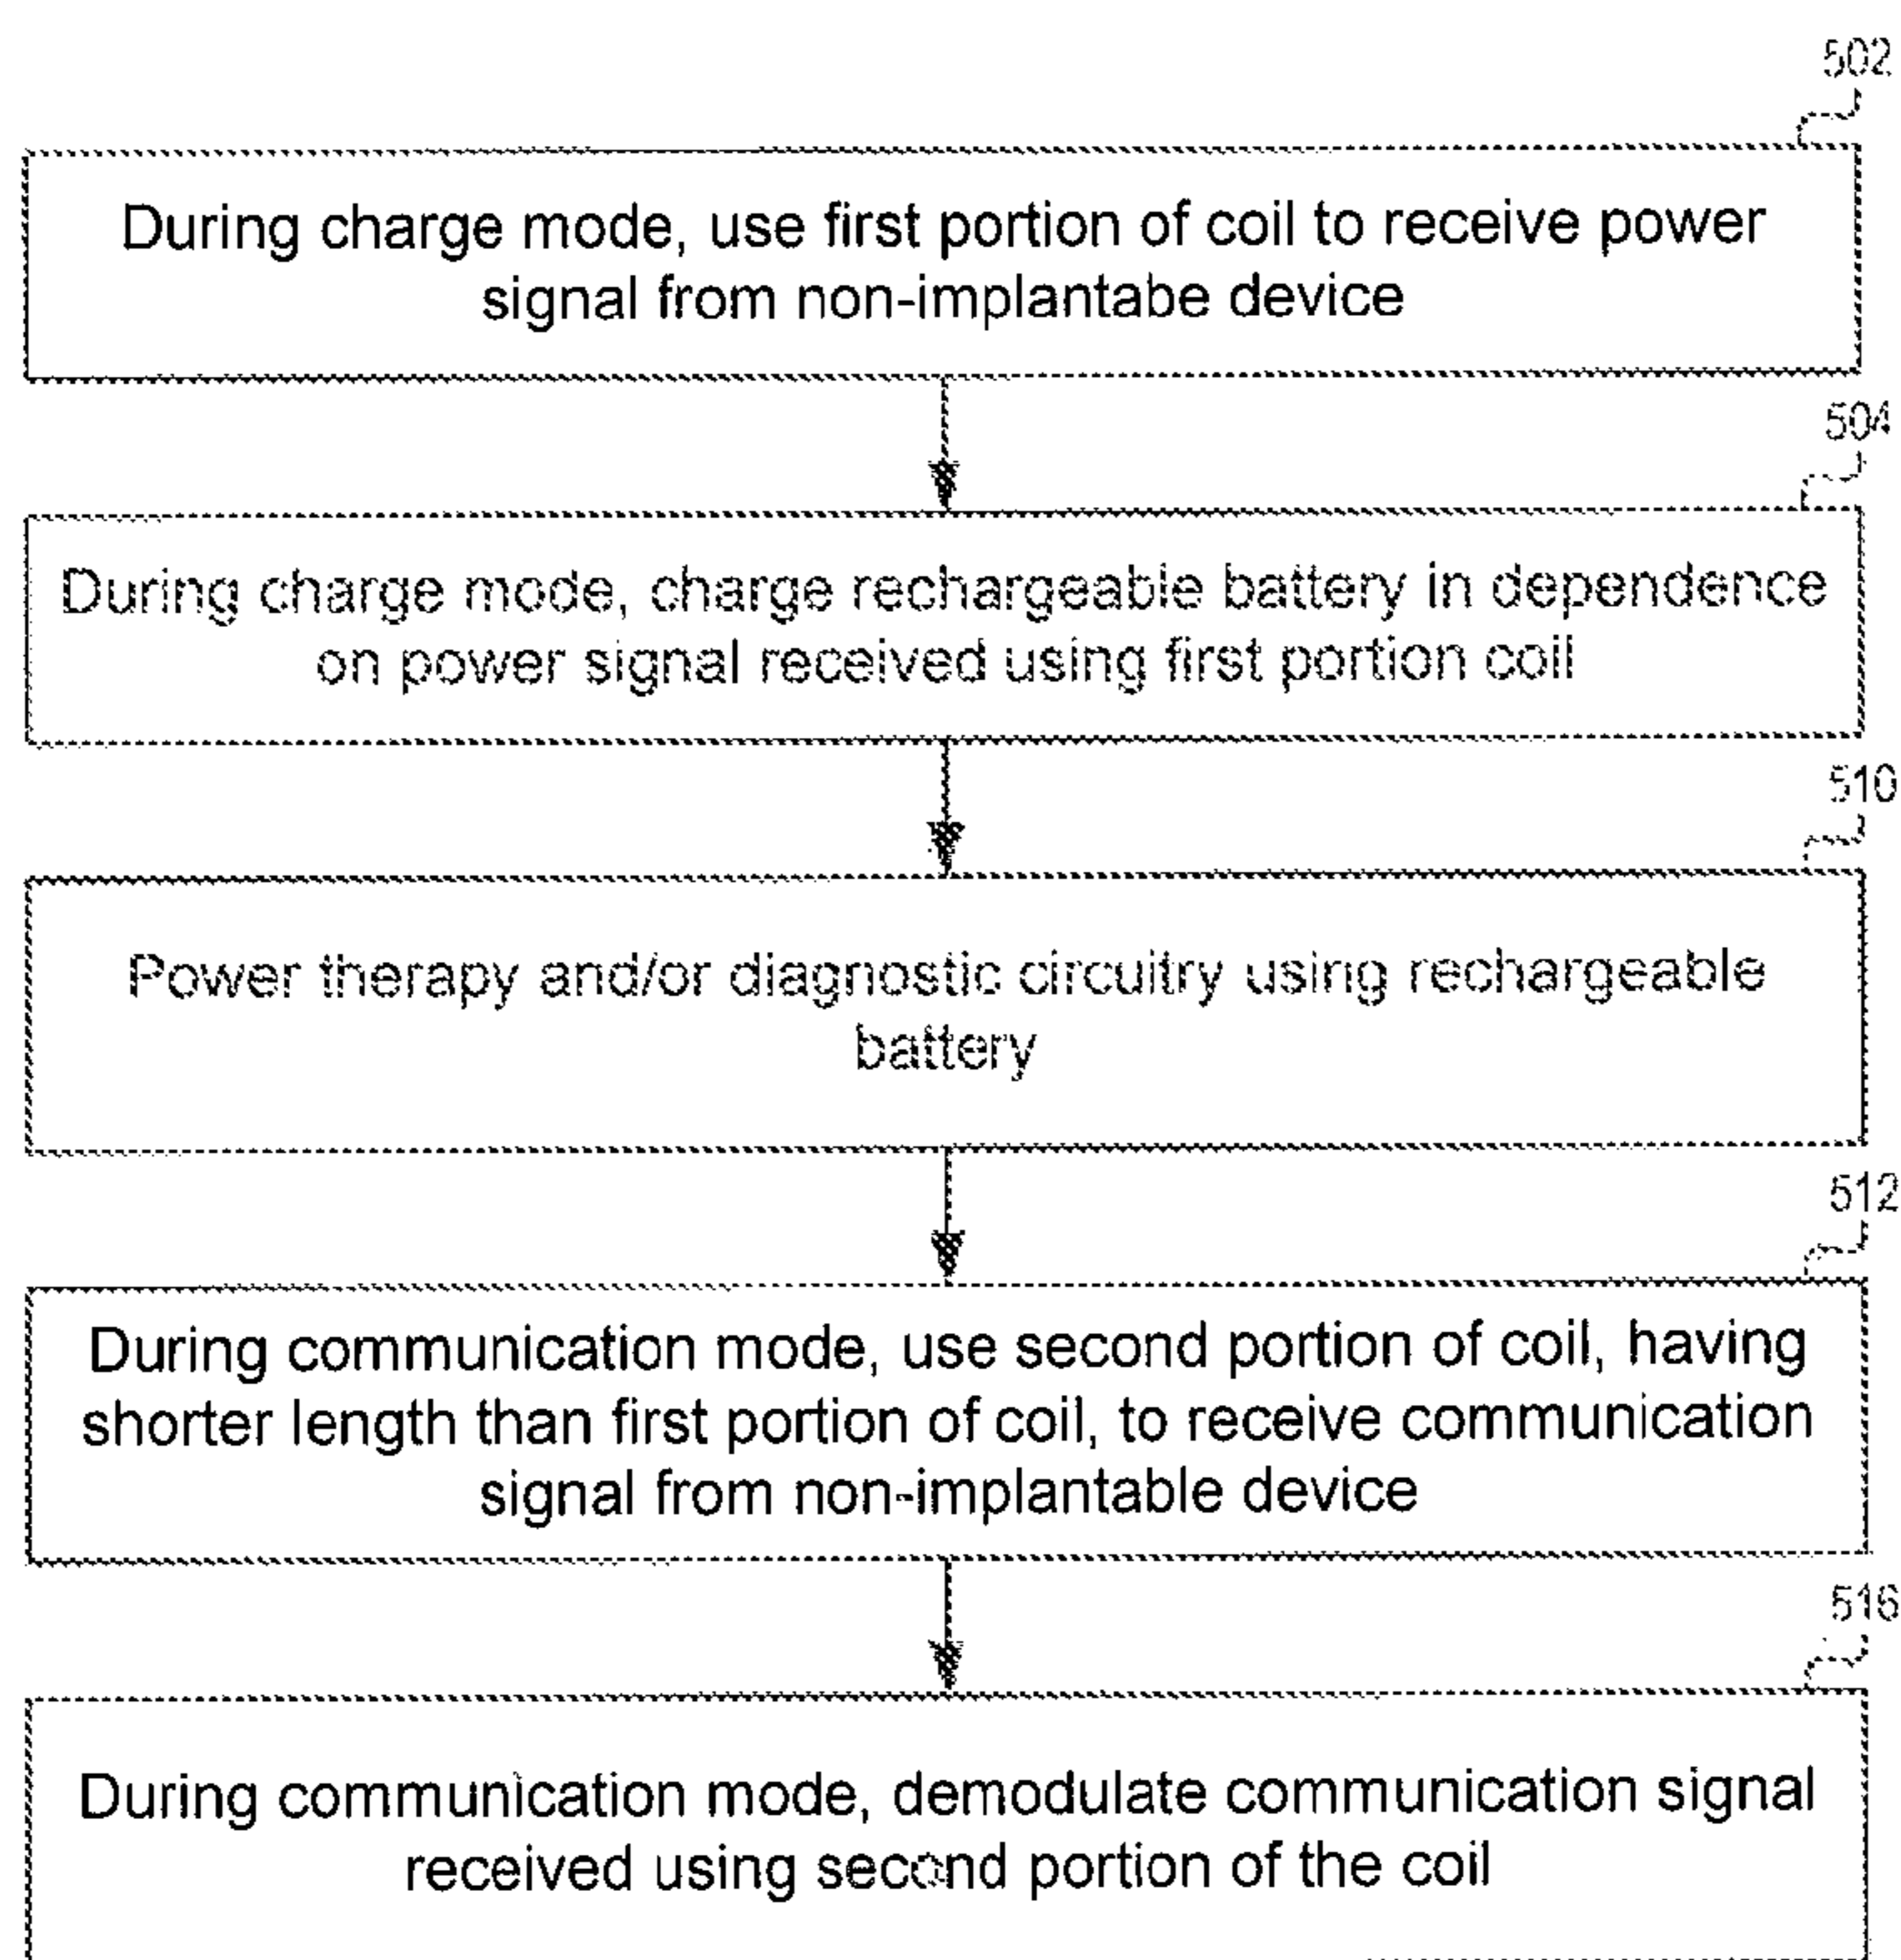 502
During charge mode, use first portion of coil to receive power
signal from non-implantabe device
504
During charge mode, charge rechargeable battery in dependence
on power signal received using first portion coil
510
Power therapy and/or diagnostic circuitry using rechargeable
battery
512
During communication mode, use second portion of coil, having
shorter length than first portion of coil, to receive communication
signal from non-implantable device
516
During communication mode, demodulate communication signal
received using second portion of the coil